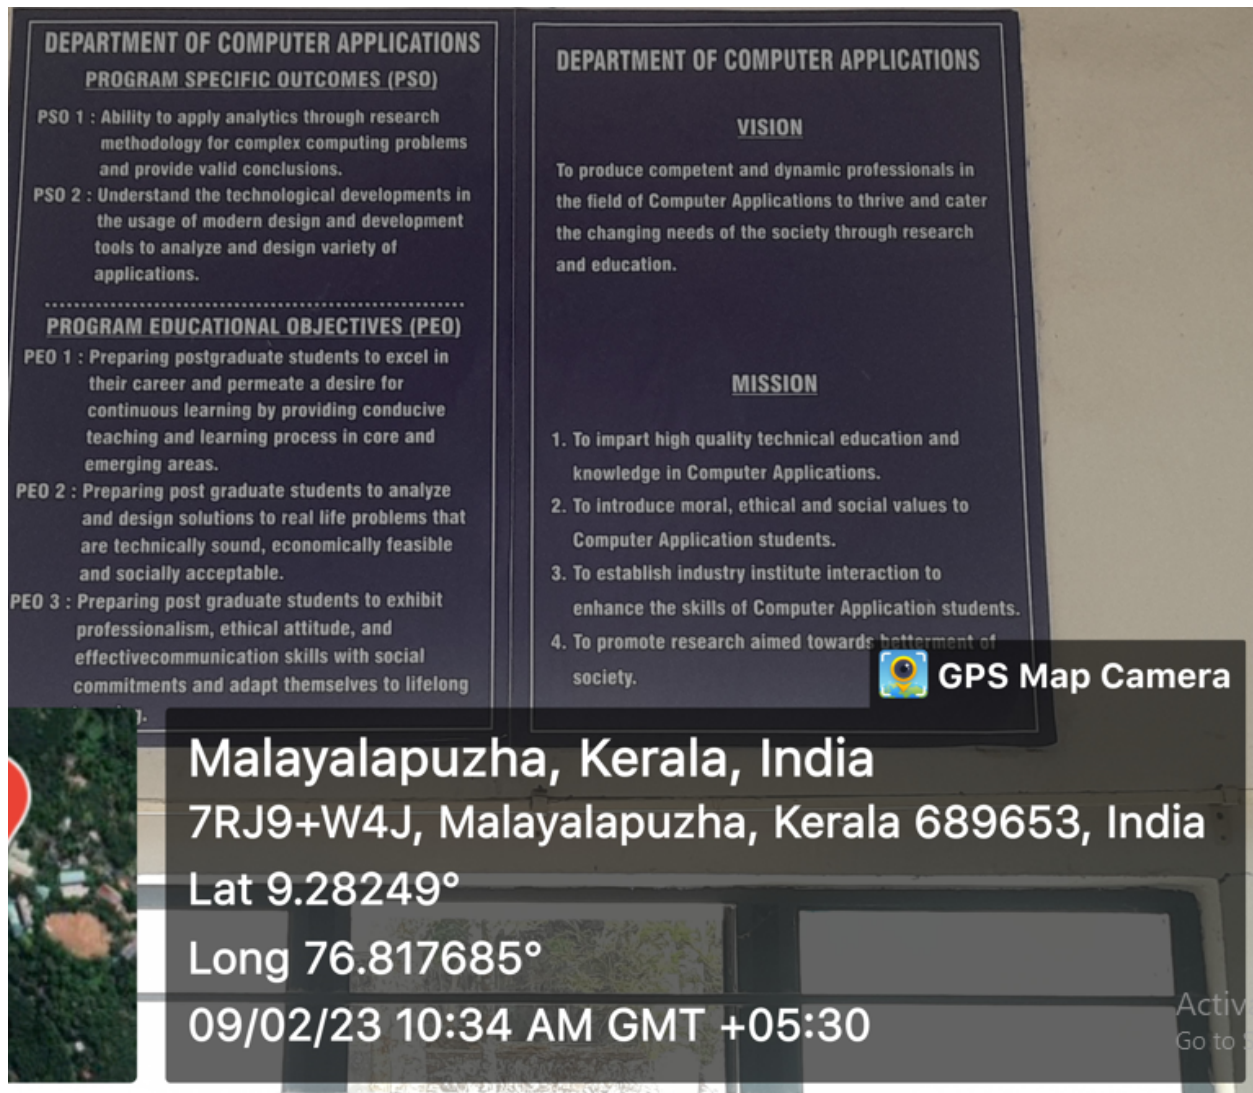 DEPARTMENT OF COMPUTER APPLICATIONS
PROGRAM SPECIFIC OUTCOMES (PSO)
PSO 1 : Ability to apply analytics through research
methodology for complex computing problems
and provide valid conclusions.
PSO 2 : Understand the technological developments in
the usage of modern design and development
tools to analyze and design variety of
applications.
PROGRAM EDUCATIONAL OBJECTIVES (PEO)
PEO 1 : Preparing postgraduate students to excel in
their career and permeate a desire for
continuous learning by providing conducive
teaching and learning process in core and
emerging areas.
PEO 2 : Preparing post graduate students to analyze
and design solutions to real life problems that
are technically sound, economically feasible
and socially acceptable.
PEO 3 : Preparing post graduate students to exhibit
professionalism, ethical attitude, and
effectivecommunication skills with social
commitments and adapt themselves to lifelong
DEPARTMENT OF COMPUTER APPLICATIONS
VISION
To produce competent and dynamic professionals in
the field of Computer Applications to thrive and cater
the changing needs of the society through research
and education.
MISSION
1. To impart high quality technical education and
knowledge in Computer Applications.
2. To introduce moral, ethical and social values to
Computer Application students.
3. To establish industry institute interaction to
enhance the skills of Computer Application students.
4. To promote research aimed towards betterment of
society.
GPS Map Camera
Malayalapuzha, Kerala, India
7RJ9+W4J, Malayalapuzha, Kerala 689653, India
Lat 9.28249°
Long 76.817685°
09/02/23 10:34 AM GMT +05:30
Activ
Go to